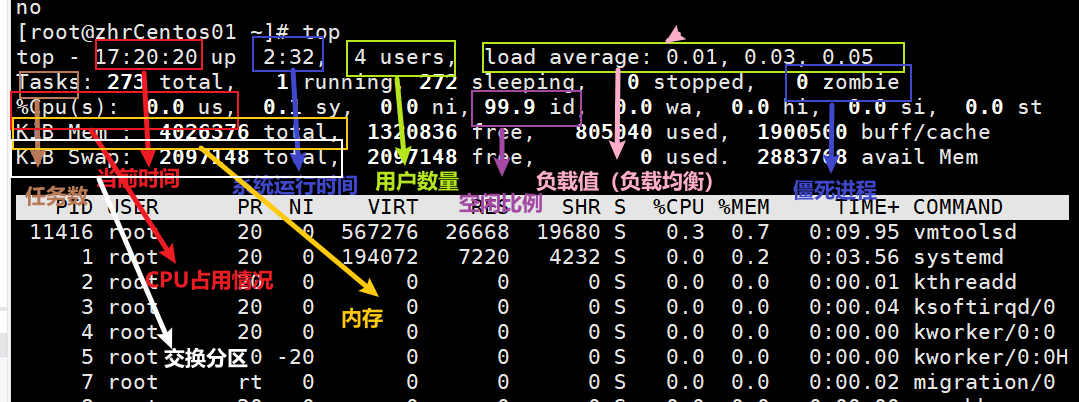 no
[root@zhrCentos01 ~]# top
top - 17:20:20 up 2:32, 4 users, load average: 0.01, 0.03, 0.05
Tasks: 273 total, 1 running, 272 sleeping, 0 stopped, 0 zombie
%Cpu(s): 0.0 us, 0.1 sy, 0.0 ni, 99.9 id, 0.0 wa, 0.0 hi, 0.0 si, 0.0 st
KiB Mem : 4026376 total, 1320836 free, 805040 used, 1900500 buff/cache
KiB Swap: 2097148 total, 2097148 free, 0 used. 2883768 avail Mem
当前时间 系统运行时间 用户数量 负载值（负载均衡） 僵死进程
任务数 空闲比例
PID USER PR NI VIRT RES SHR S %CPU %MEM TIME+ COMMAND
11416 root 20 0 567276 26668 19680 S 0.3 0.7 0:09.95 vmtoolsd
1 root 20 0 194072 7220 4232 S 0.0 0.2 0:03.56 systemd
CPU占用情况
2 root 20 0 0 0 0 S 0.0 0.0 0:00.01 kthreadd
3 root 20 0 0 0 0 S 0.0 0.0 0:00.04 ksoftirqd/0
内存
4 root 20 0 0 0 0 S 0.0 0.0 0:00.00 kworker/0:0
交换分区
5 root 0 -20 0 0 0 S 0.0 0.0 0:00.00 kworker/0:0H
7 root rt 0 0 0 0 S 0.0 0.0 0:00.02 migration/0